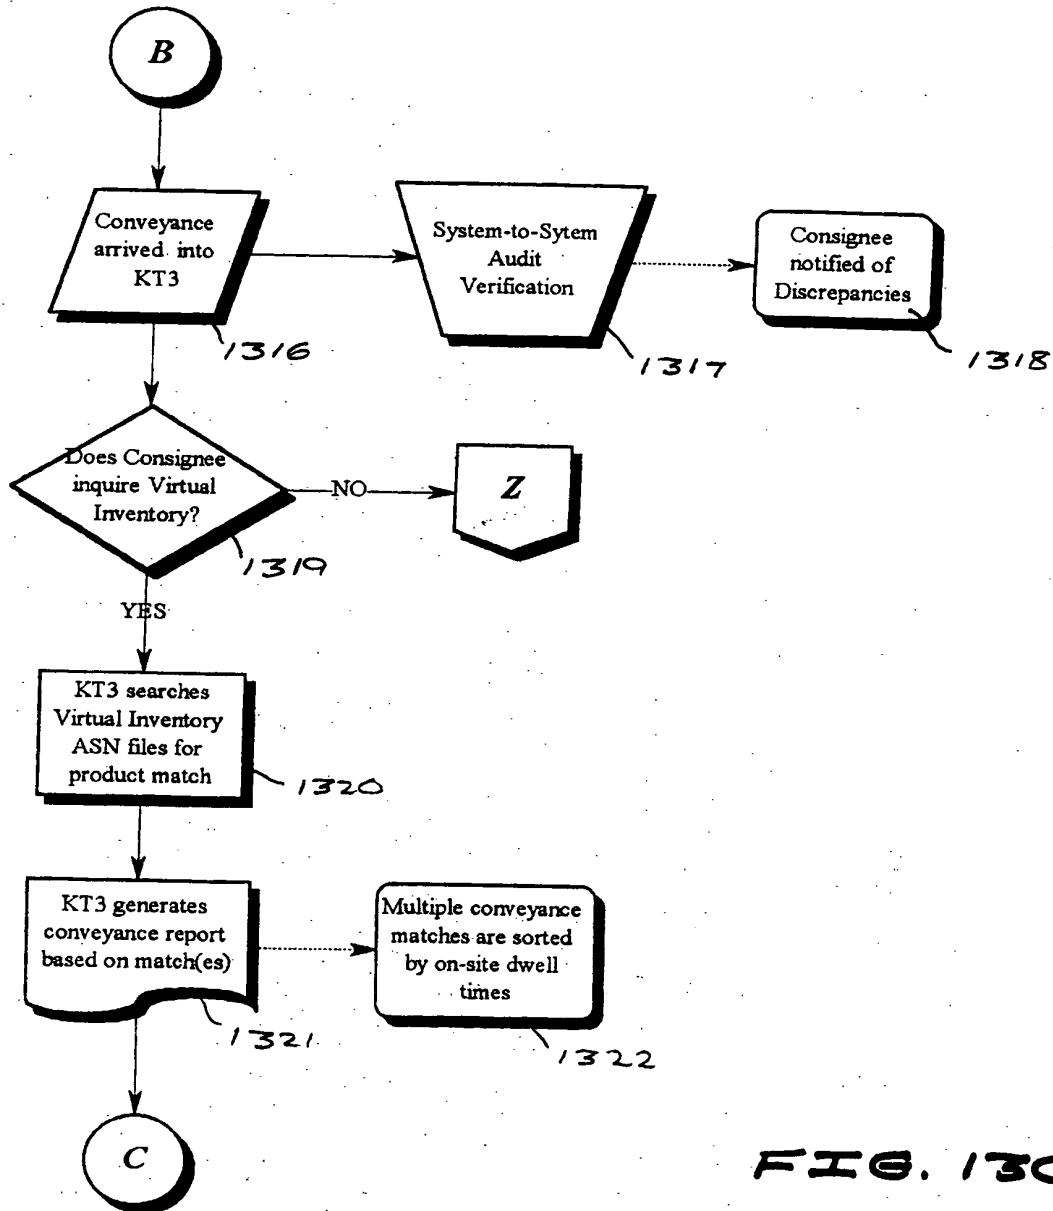 B
Conveyance
arrived into
KT3
1316
System-to-Sytem
Audit
Verification
1317
Consignee
notified of
Discrepancies
1318
Does Consignee
inquire Virtual
Inventory?
1319
NO
Z
YES
KT3 searches
Virtual Inventory
ASN files for
product match
1320
KT3 generates
conveyance report
based on match(es)
1321
Multiple conveyance
matches are sorted
by on-site dwell
times
1322
C
FIG. 13C